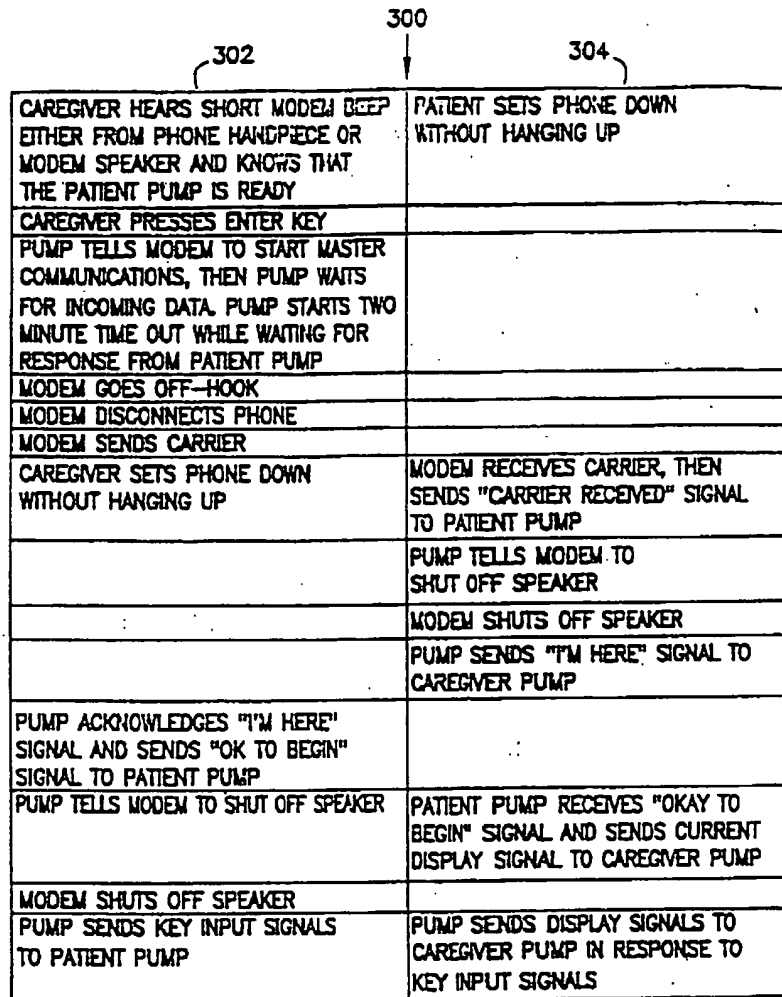 300
302
304
CAREGIVER HEARS SHORT MODEM BEEP
EITHER FROM PHONE HANDPIECE OR
MODEM SPEAKER AND KNOWS THAT
THE PATIENT PUMP IS READY
PATIENT SETS PHONE DOWN
WITHOUT HANGING UP
CAREGIVER PRESSES ENTER KEY
PUMP TELLS MODEM TO START MASTER
COMMUNICATIONS, THEN PUMP WAITS
FOR INCOMING DATA. PUMP STARTS TWO
MINUTE TIME OUT WHILE WAITING FOR
RESPONSE FROM PATIENT PUMP
MODEM GOES OFF-HOOK
MODEM DISCONNECTS PHONE
MODEM SENDS CARRIER
CAREGIVER SETS PHONE DOWN
WITHOUT HANGING UP
MODEM RECEIVES CARRIER, THEN
SENDS "CARRIER RECEIVED" SIGNAL
TO PATIENT PUMP
PUMP TELLS MODEM TO
SHUT OFF SPEAKER
MODEM SHUTS OFF SPEAKER
PUMP SENDS "I'M HERE" SIGNAL TO
CAREGIVER PUMP
PUMP ACKNOWLEDGES "I'M HERE"
SIGNAL AND SENDS "OK TO BEGIN"
SIGNAL TO PATIENT PUMP
PUMP TELLS MODEM TO SHUT OFF SPEAKER
PATIENT PUMP RECEIVES "OKAY TO
BEGIN" SIGNAL AND SENDS CURRENT
DISPLAY SIGNAL TO CAREGIVER PUMP
MODEM SHUTS OFF SPEAKER
PUMP SENDS KEY INPUT SIGNALS
TO PATIENT PUMP
PUMP SENDS DISPLAY SIGNALS TO
CAREGIVER PUMP IN RESPONSE TO
KEY INPUT SIGNALS